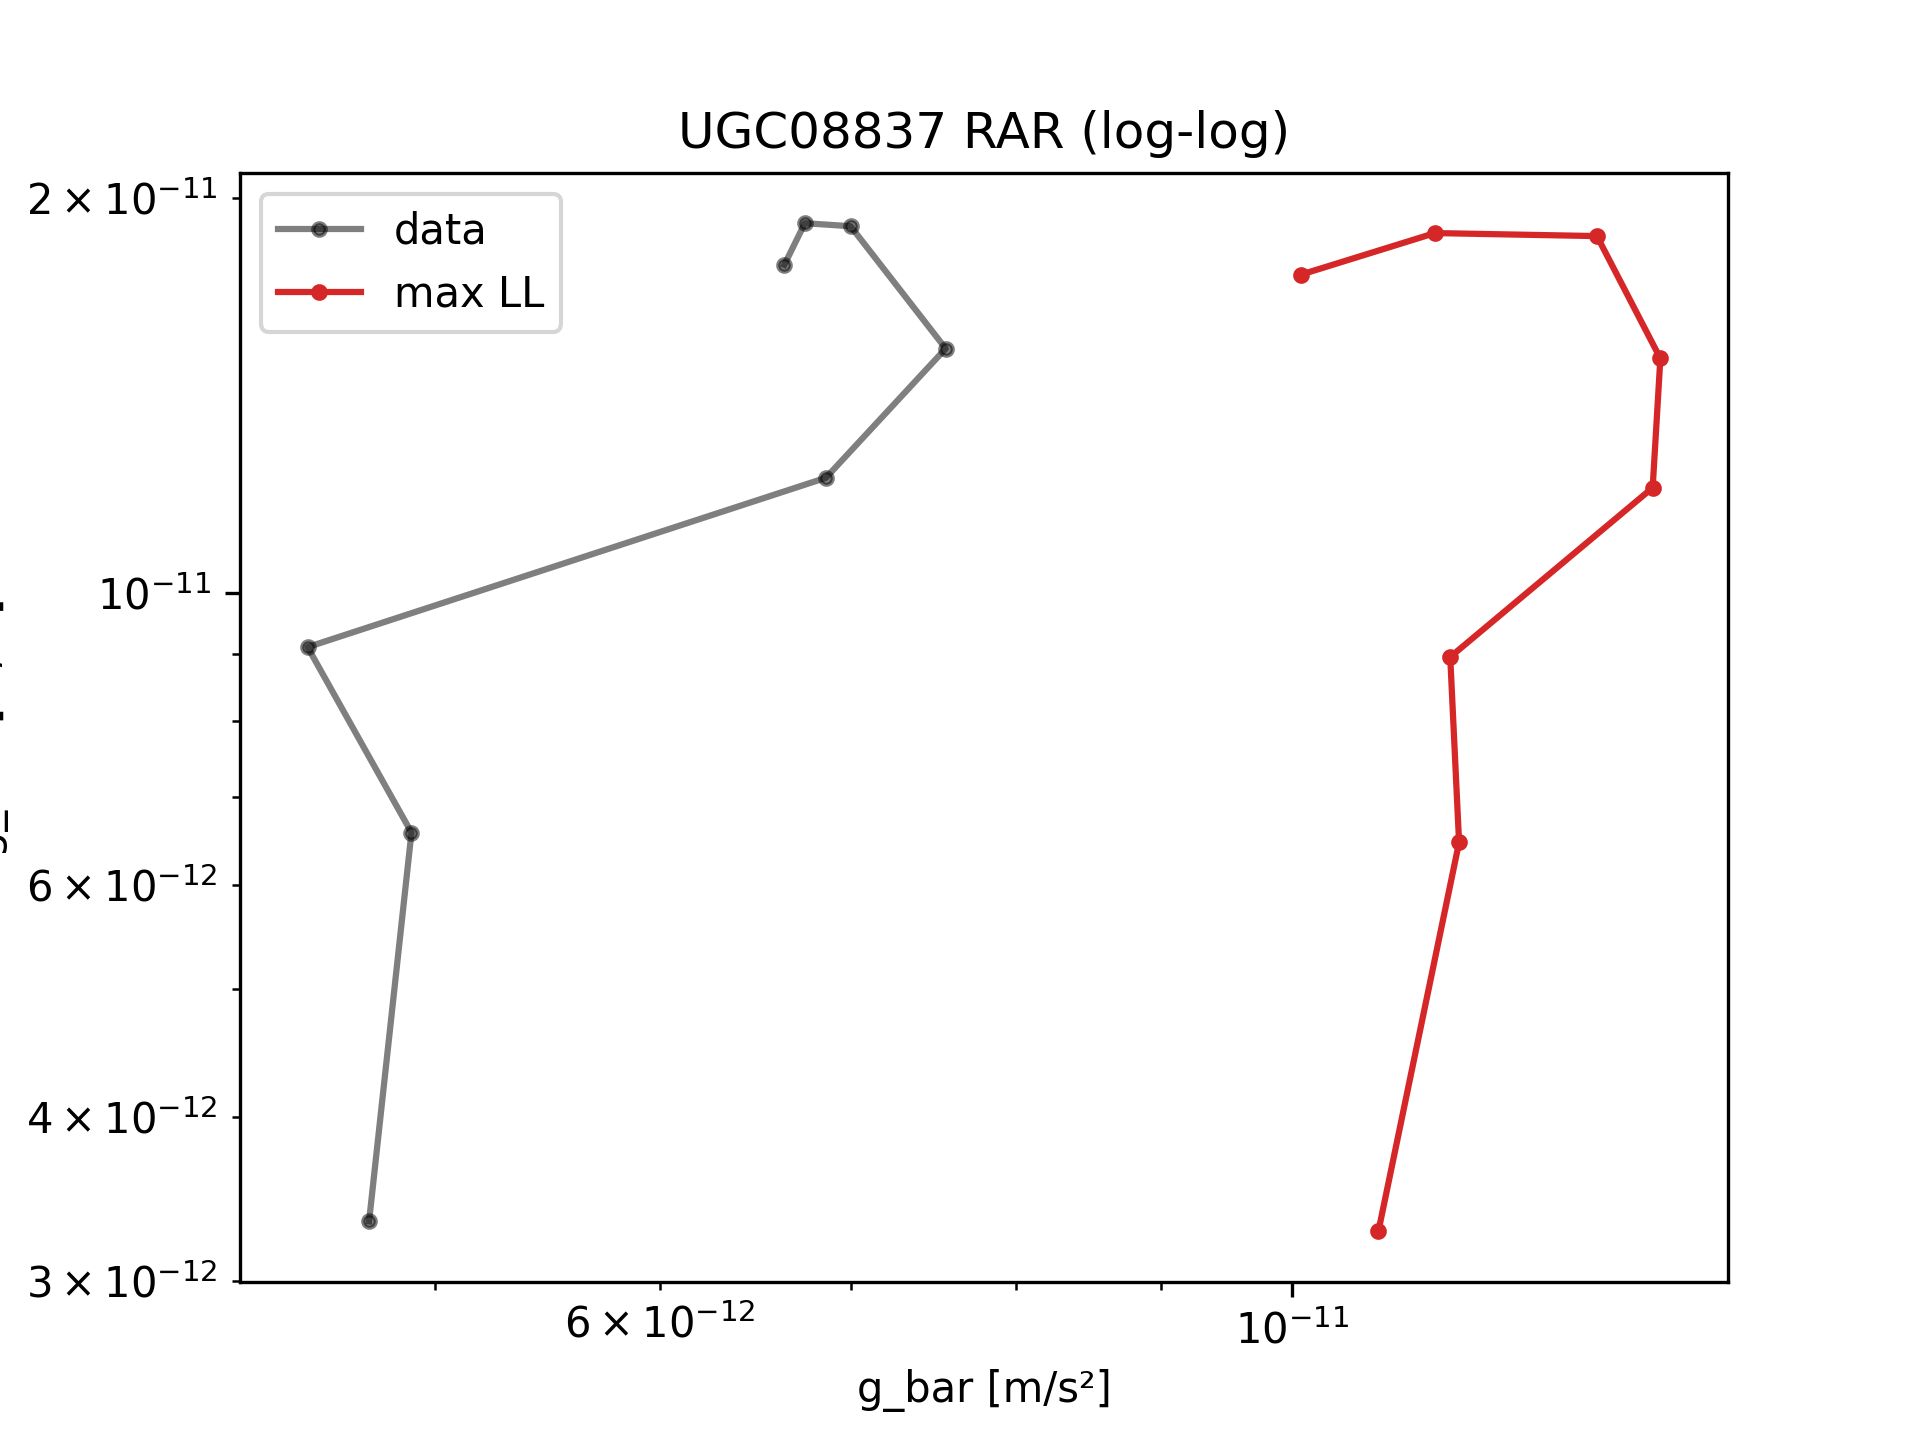 UGC08837 RAR (log-log)
2×10⁻¹¹
data
max LL
10⁻¹¹
6×10⁻¹²
4×10⁻¹²
3×10⁻¹²
6×10⁻¹²
10⁻¹¹
g_bar [m/s²]